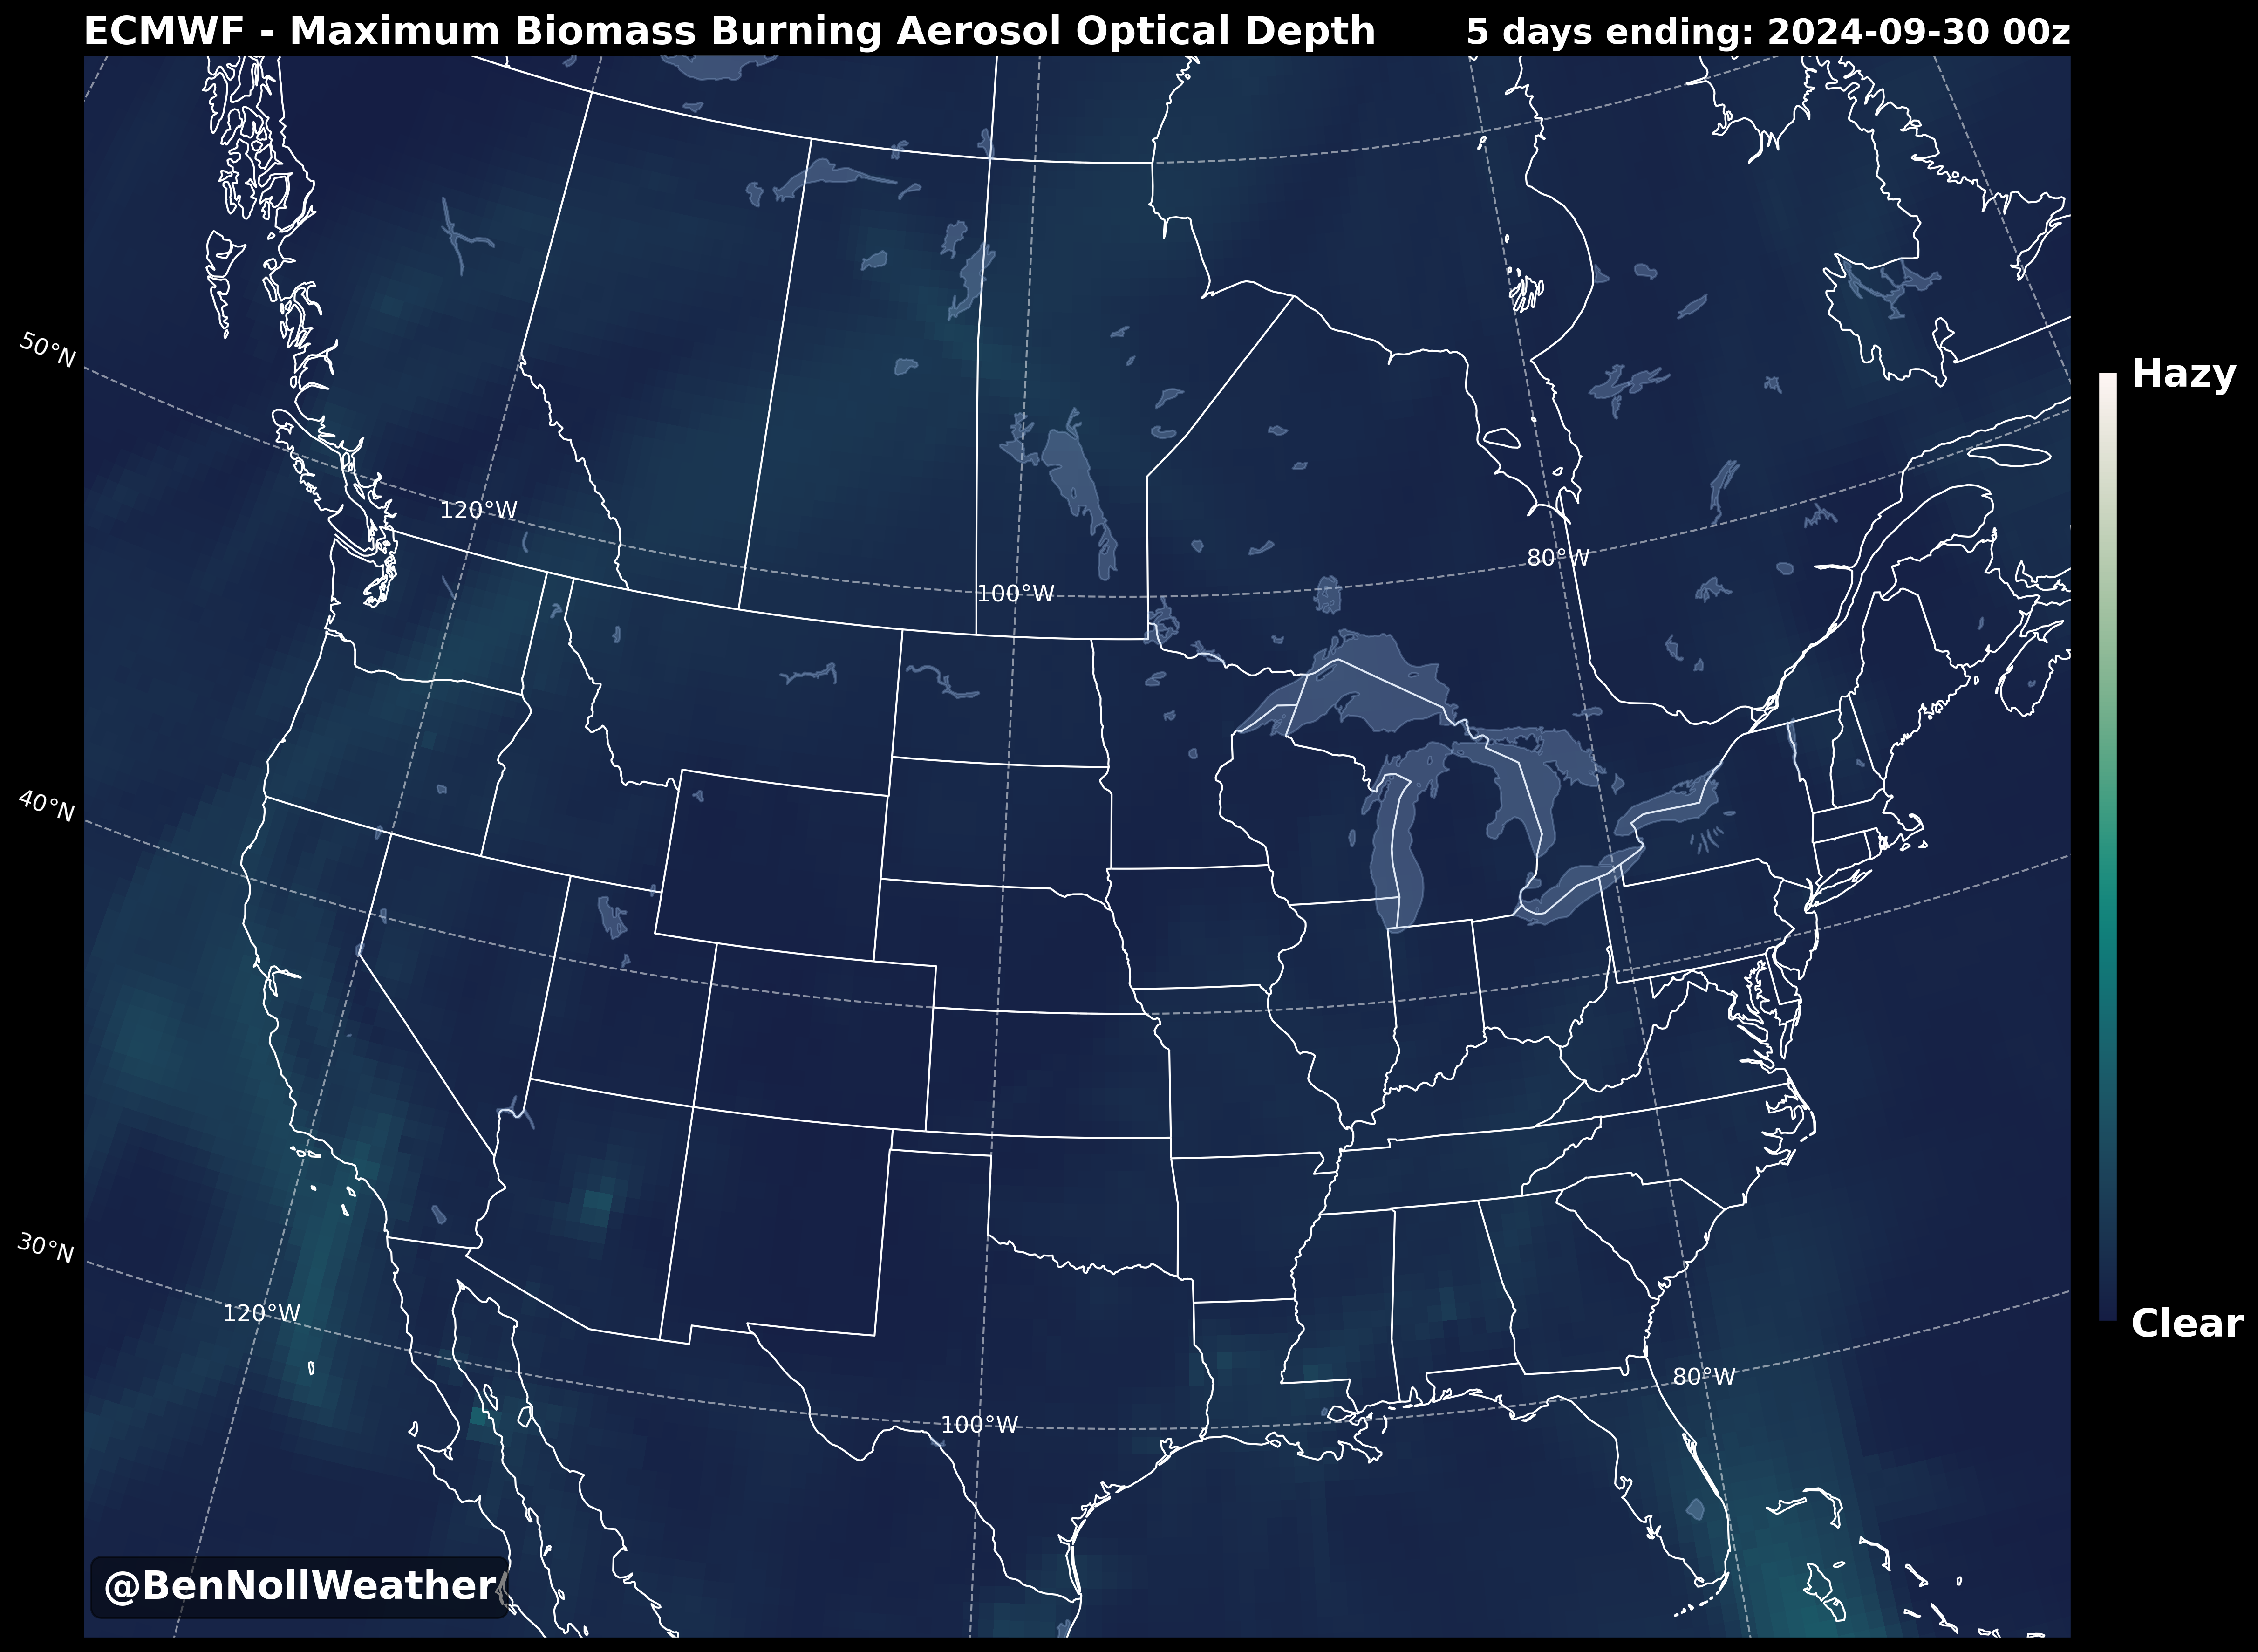 ECMWF - Maximum Biomass Burning Aerosol Optical Depth
5 days ending: 2024-09-30 00z
50°N
Hazy
120°W
80°W
100°W
40°N
30°N
120°W
Clear
80°W
100°W
@BenNollWeather